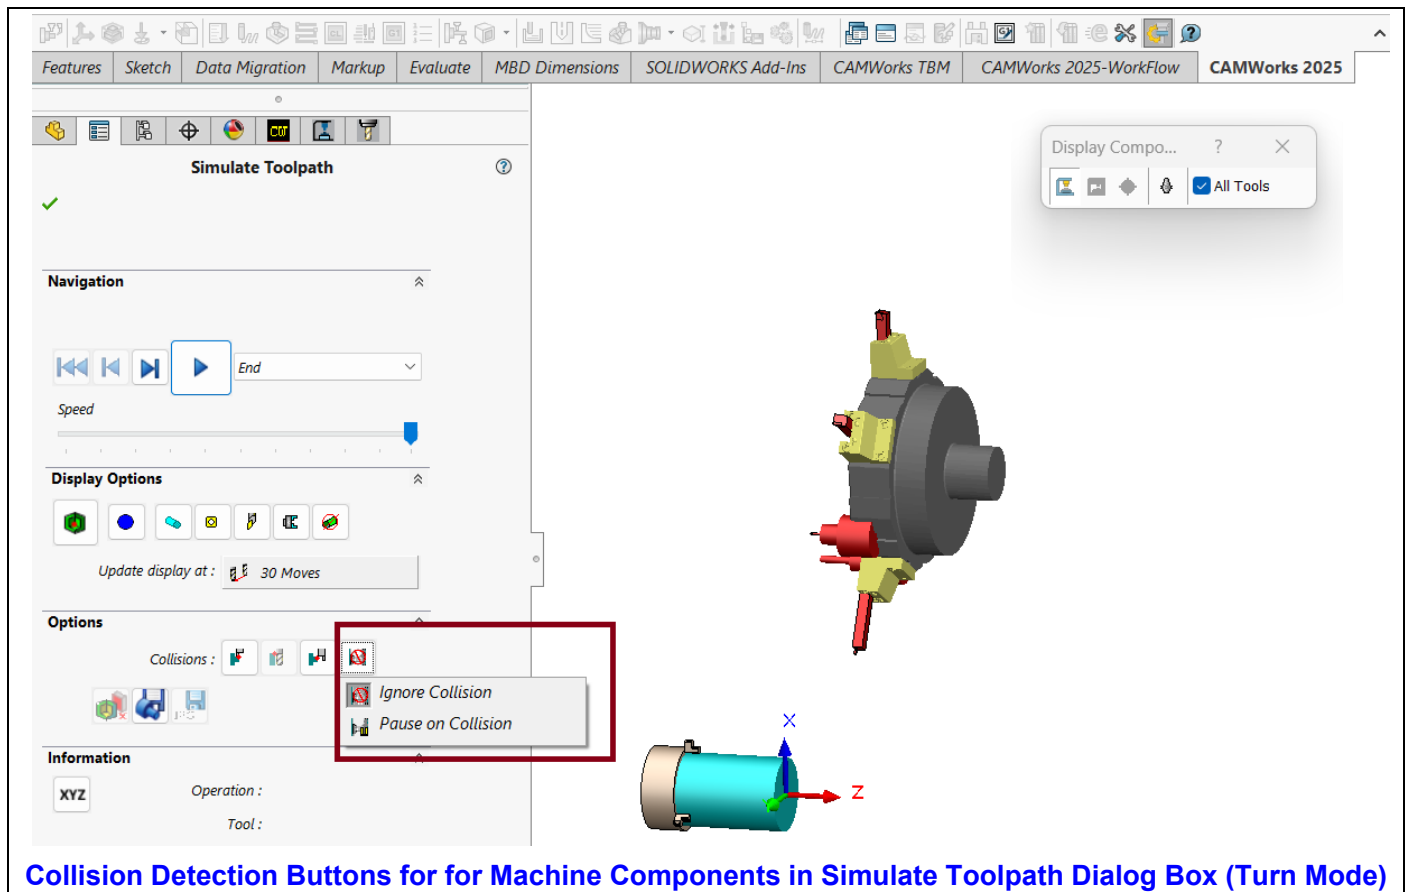 Features Sketch Data Migration Markup Evaluate MBD Dimensions SOLIDWORKS Add-Ins CAMWorks TBM CAMWorks 2025-WorkFlow CAMWorks 2025
Simulate Toolpath
Display Compo... ?
All Tools
Navigation
End
Speed
Display Options
Update display at : 30 Moves
Options
Collisions :
Ignore Collision
Pause on Collision
Information
XYZ Operation :
Tool :
X
Z
Collision Detection Buttons for for Machine Components in Simulate Toolpath Dialog Box (Turn Mode)